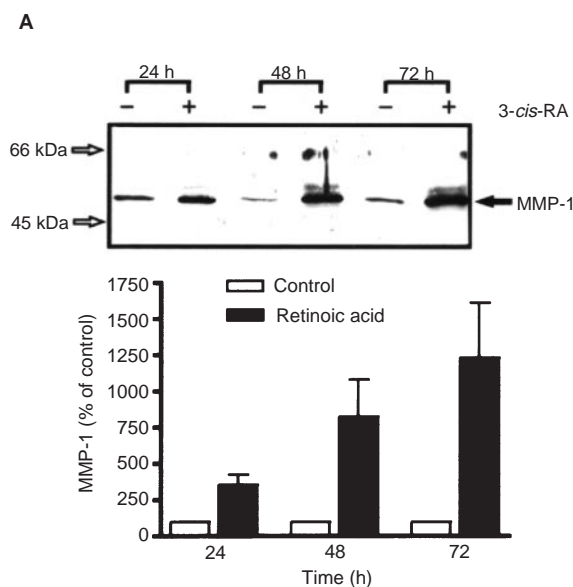 A
24 h 48 h 72 h
− + − + − + 3-cis-RA
66 kDa
MMP-1
45 kDa
1750
Control
1500
Retinoic acid
1250
1000
750
500
250
0
MMP-1 (% of control)
24 48 72
Time (h)